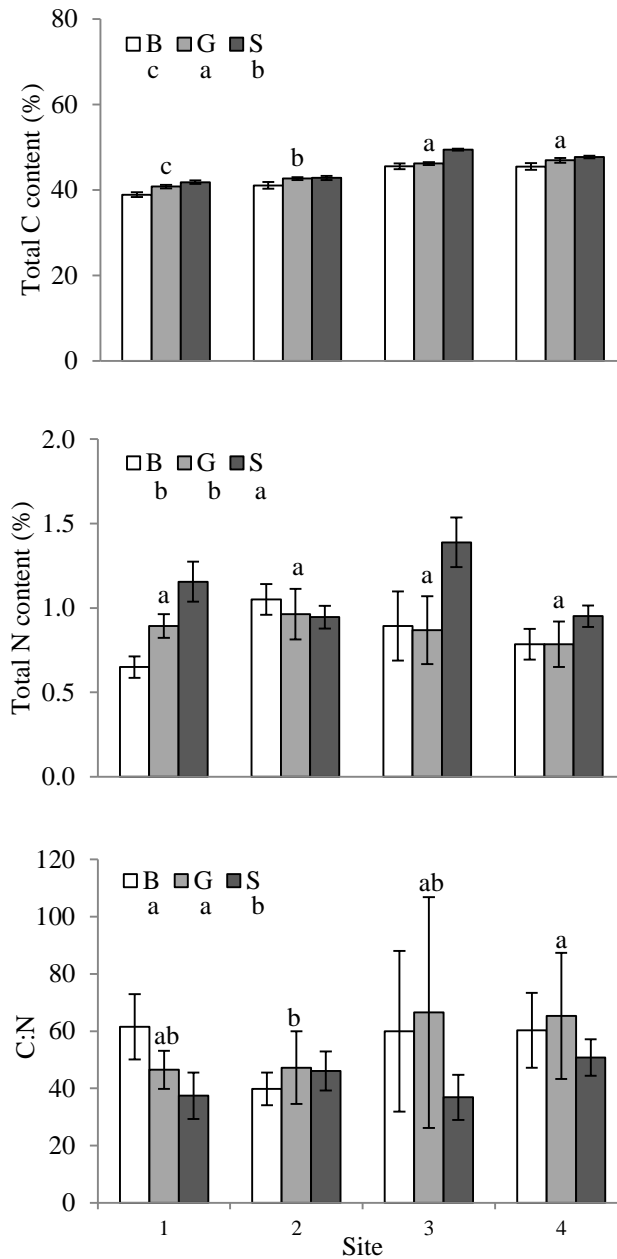 80
B G S
c a b
60
a a
b
c
40
20
0
Total C content (%)
2.0
B G S
b b a
1.5
a
a a
a
1.0
0.5
0.0
Total N content (%)
120
B G S
ab
a a b
100
a
80
ab b
60
40
20
0
C:N
1 2 3 4
Site